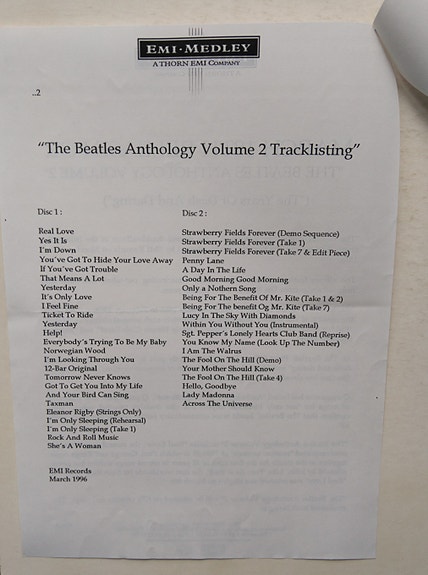 EMI·MEDLEY
A THORN EMI COMPANY
..2
"The Beatles Anthology Volume 2 Tracklisting"
Disc 1 :
Real Love
Yes It Is
I'm Down
You've Got To Hide Your Love Away
If You've Got Trouble
That Means A Lot
Yesterday
It's Only Love
I Feel Fine
Ticket To Ride
Yesterday
Help!
Everybody's Trying To Be My Baby
Norwegian Wood
I'm Looking Through You
12-Bar Original
Tomorrow Never Knows
Got To Get You Into My Life
And Your Bird Can Sing
Taxman
Eleanor Rigby (Strings Only)
I'm Only Sleeping (Rehearsal)
I'm Only Sleeping (Take 1)
Rock And Roll Music
She's A Woman
Disc 2 :
Strawberry Fields Forever (Demo Sequence)
Strawberry Fields Forever (Take 1)
Strawberry Fields Forever (Take 7 & Edit Piece)
Penny Lane
A Day In The Life
Good Morning Good Morning
Only a Nothern Song
Being For The Benefit Of Mr. Kite (Take 1 & 2)
Being For The benefit Og Mr. Kite (Take 7)
Lucy In The Sky With Diamonds
Within You Without You (Instrumental)
Sgt. Pepper's Lonely Hearts Club Band (Reprise)
You Know My Name (Look Up The Number)
I Am The Walrus
The Fool On The Hill (Demo)
Your Mother Should Know
The Fool On The Hill (Take 4)
Hello, Goodbye
Lady Madonna
Across The Universe
EMI Records
March 1996